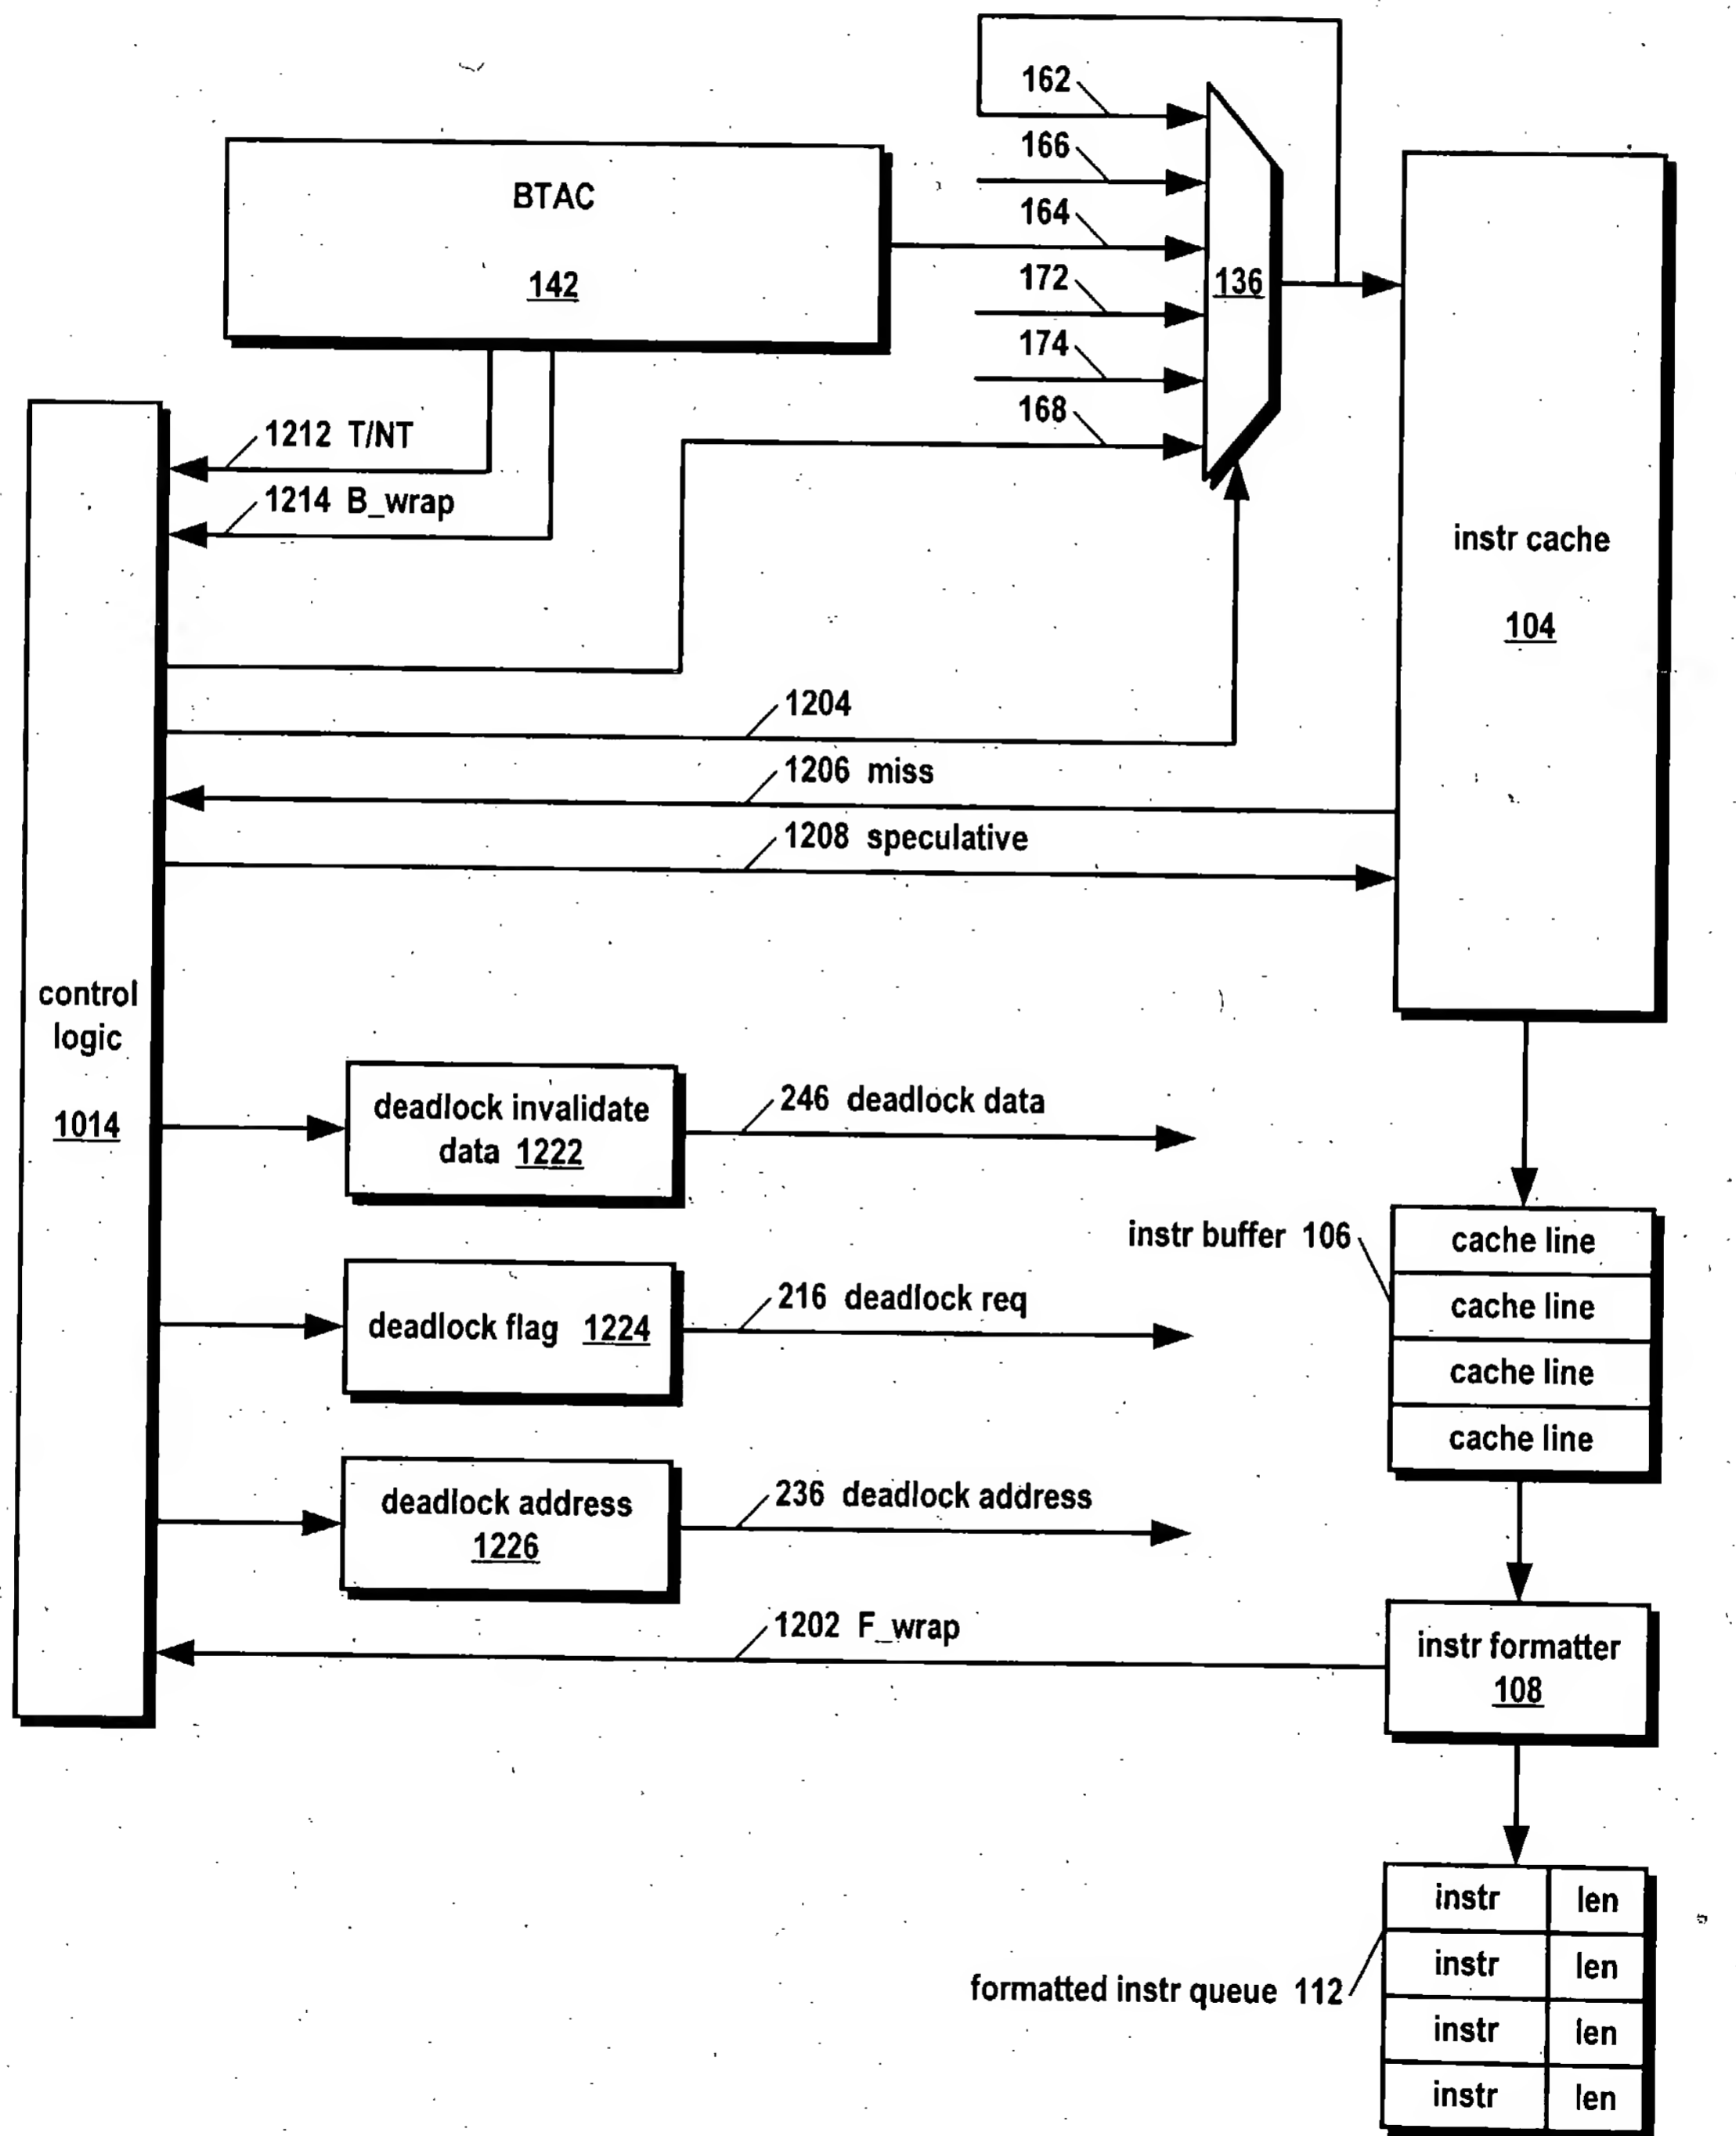 162
166
BTAC
164
142
172
136
174
168
1212 T/NT
1214 B_wrap
instr cache
104
1204
1206 miss
1208 speculative
control
logic
1014
deadlock invalidate
data 1222
246 deadlock data
instr buffer 106
cache line
cache line
cache line
cache line
deadlock flag 1224
216 deadlock req
deadlock address
1226
236 deadlock address
1202 F_wrap
instr formatter
108
formatted instr queue 112
instr len
instr len
instr len
instr len